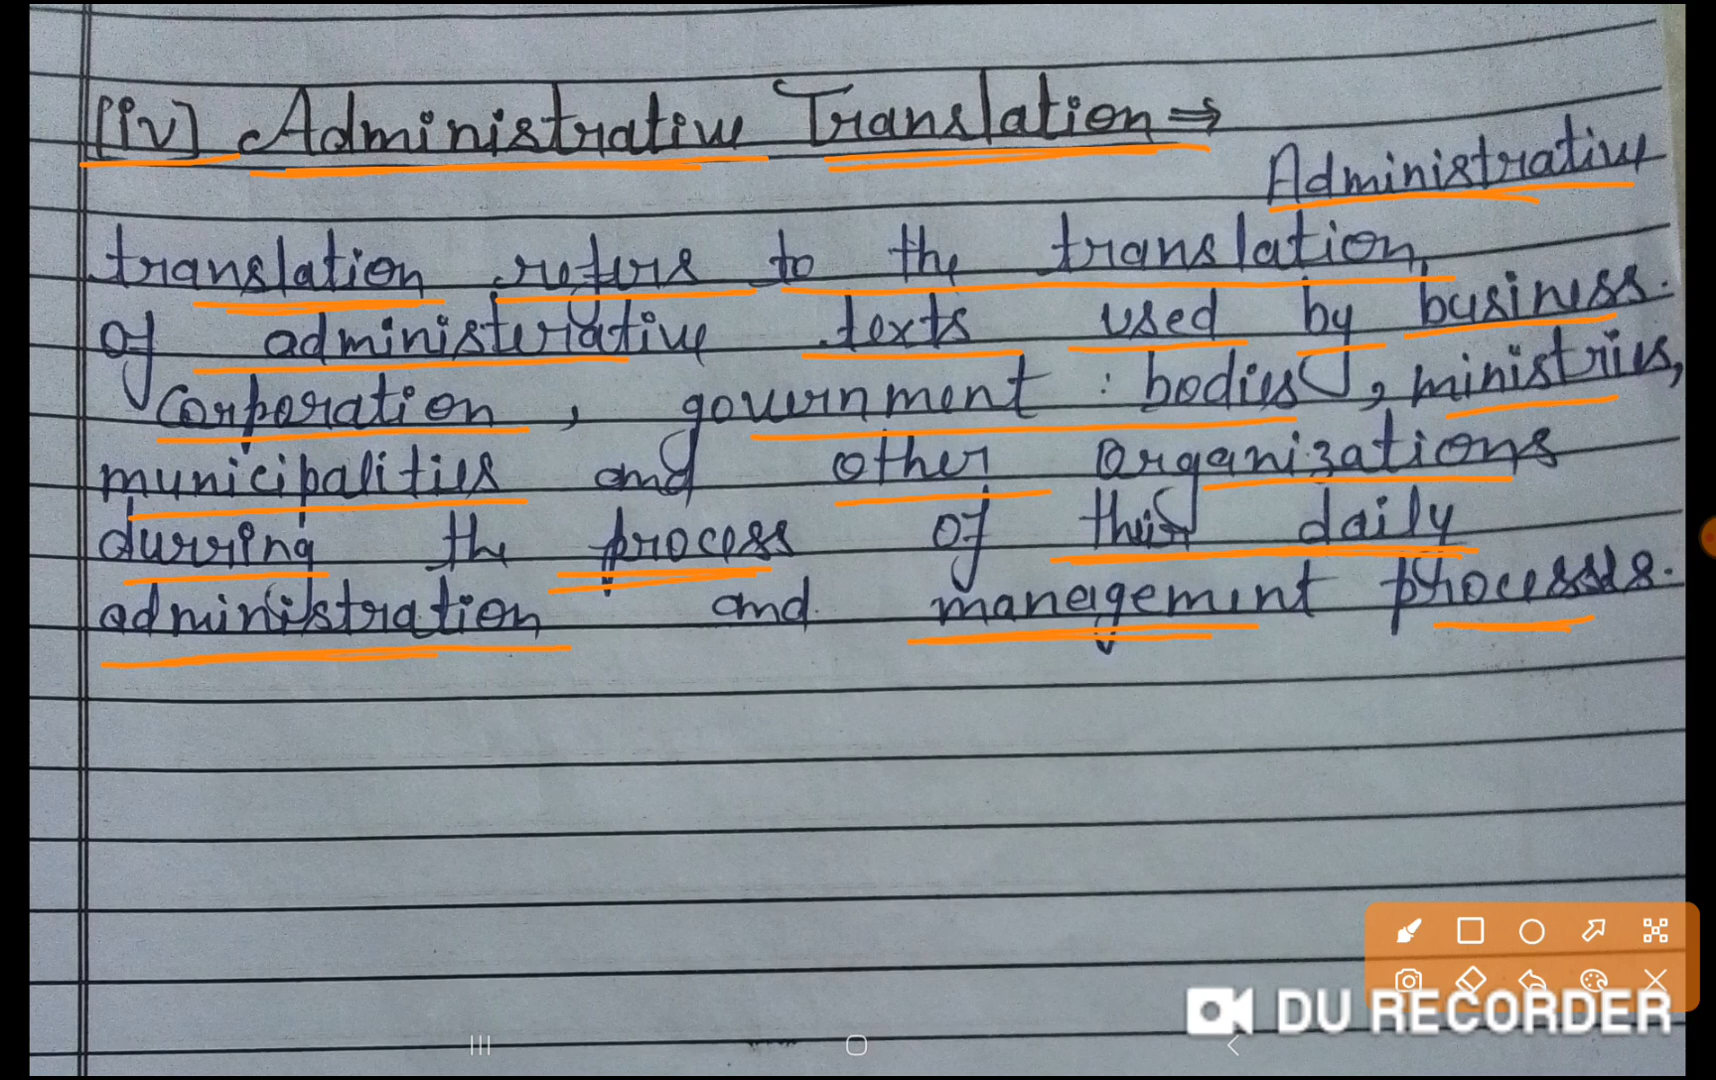 [iv] Administrative Translation ⇒
Administrative
translation refers to the translation
of administerative texts used by business.
corporation, government bodies, ministries,
municipalities and other organizations
durring the process of their daily
administration and management processes.
DU RECORDER